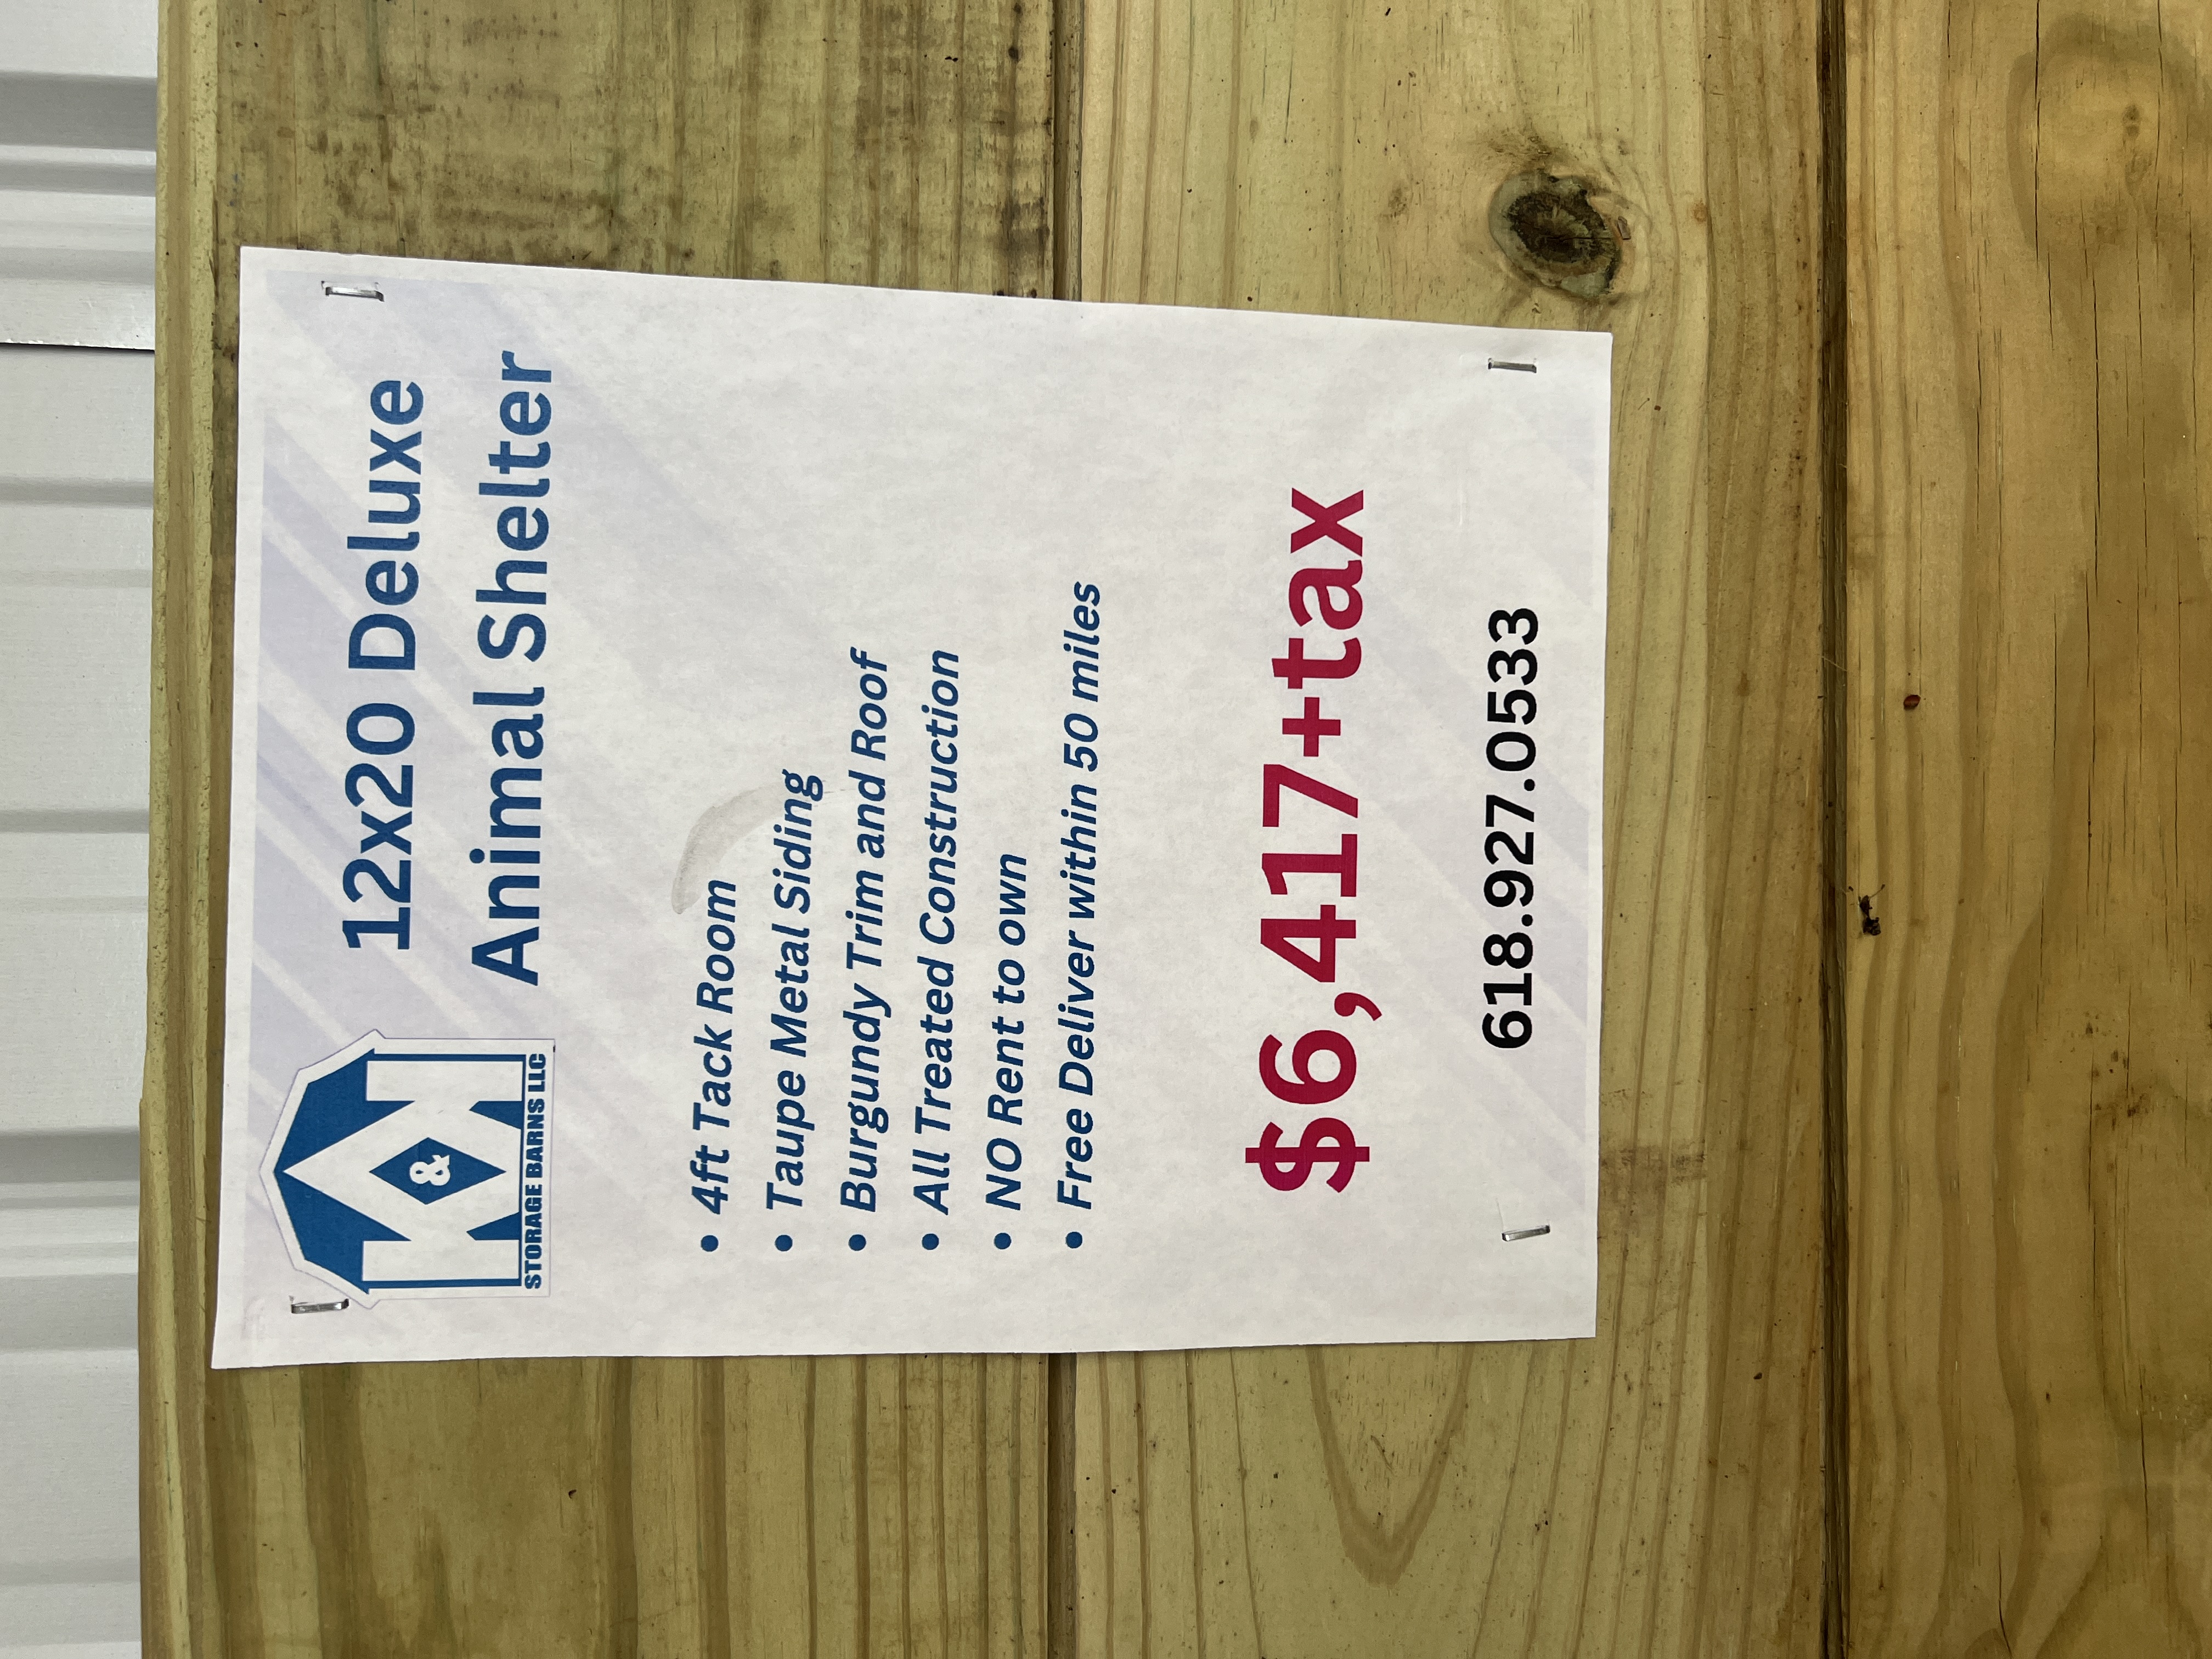 K&K
STORAGE BARNS LLC
12x20 Deluxe
Animal Shelter
• 4ft Tack Room
• Taupe Metal Siding
• Burgundy Trim and Roof
• All Treated Construction
• NO Rent to own
• Free Deliver within 50 miles
$6,417+tax
618.927.0533